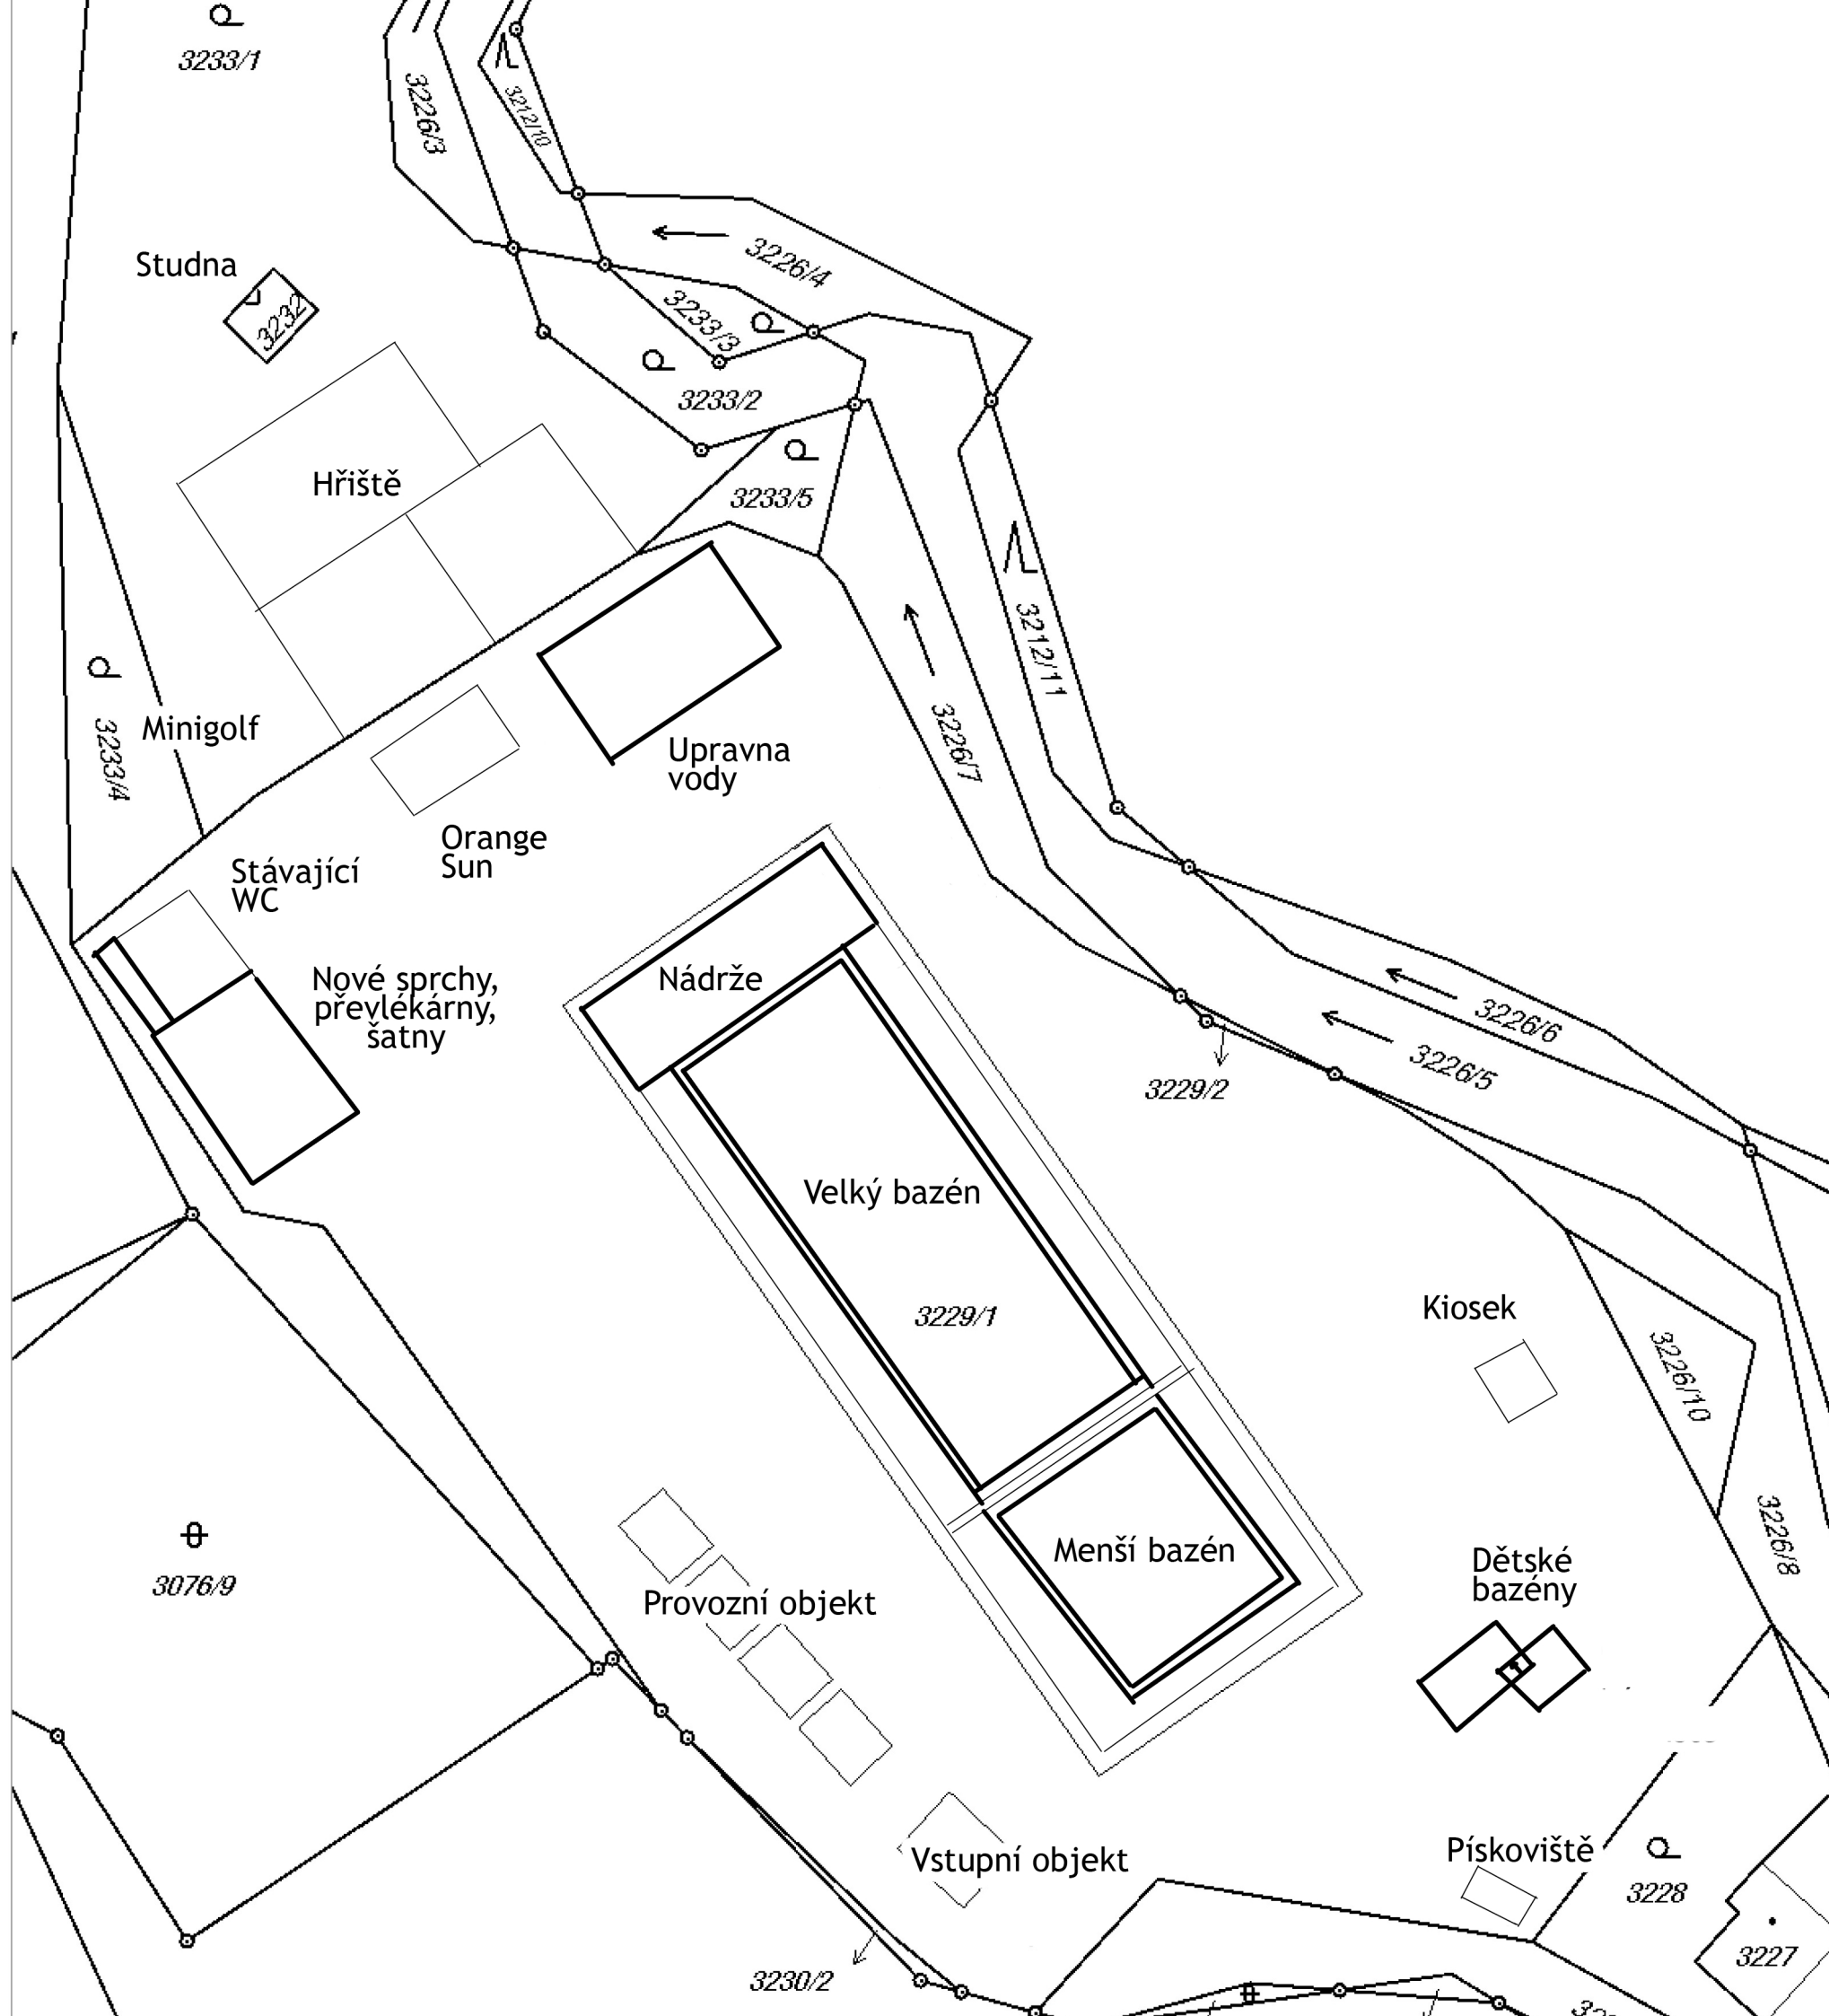 3233/1
3226/3
3212/10
Studna
3232
3226/4
3233/3
3233/2
Hřiště
3233/5
3212/11
3233/4
Minigolf
Upravna
vody
3226/7
Orange
Sun
Stávající
WC
Nové sprchy,
převlékárny,
šatny
Nádrže
3226/6
3226/5
3229/2
Velký bazén
3229/1
Kiosek
3226/10
3226/8
3076/9
Menší bazén
Dětské
bazény
Provozní objekt
Vstupní objekt
Pískoviště
3228
3227
3230/2